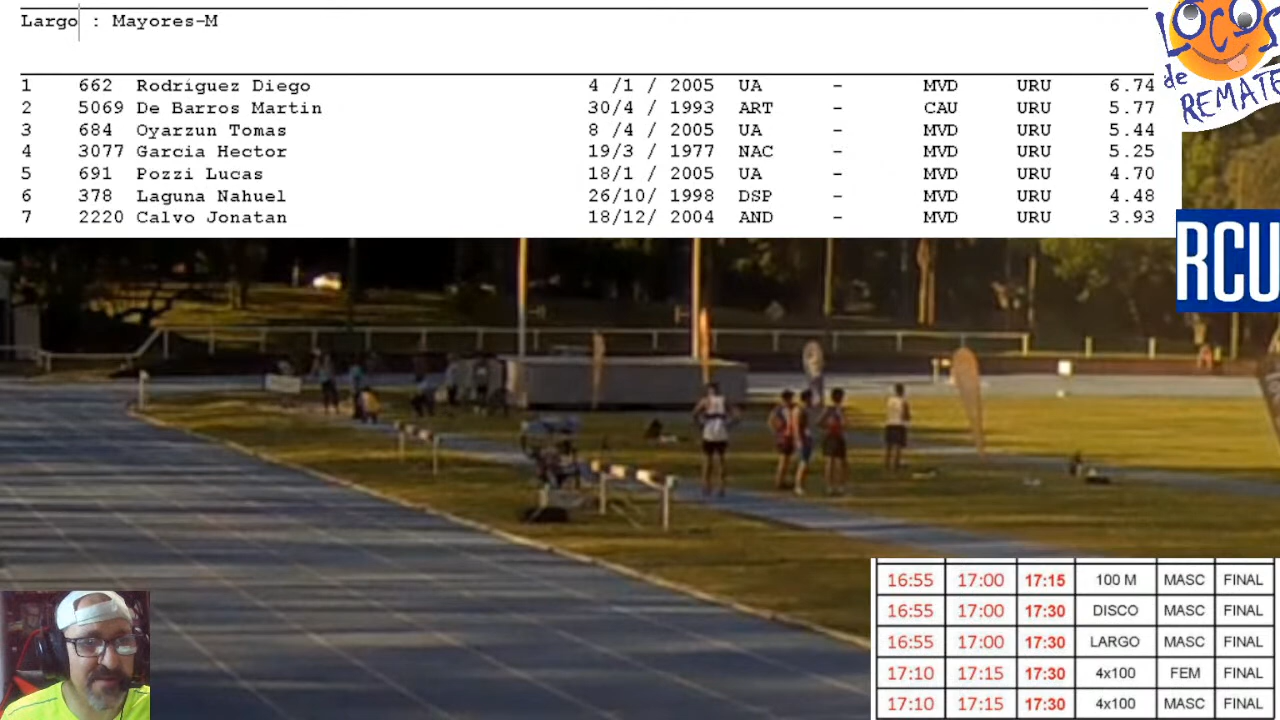 Largo : Mayores-M
1 662 Rodríguez Diego 4 /1 / 2005 UA - MVD URU 6.74
2 5069 De Barros Martin 30/4 / 1993 ART - CAU URU 5.77
3 684 Oyarzun Tomas 8 /4 / 2005 UA - MVD URU 5.44
4 3077 Garcia Hector 19/3 / 1977 NAC - MVD URU 5.25
5 691 Pozzi Lucas 18/1 / 2005 UA - MVD URU 4.70
6 378 Laguna Nahuel 26/10/ 1998 DSP - MVD URU 4.48
7 2220 Calvo Jonatan 18/12/ 2004 AND - MVD URU 3.93
LOCOS
de
REMATE
RCU
16:55 17:00 17:15 100 M MASC FINAL
16:55 17:00 17:30 DISCO MASC FINAL
16:55 17:00 17:30 LARGO MASC FINAL
17:10 17:15 17:30 4x100 FEM FINAL
17:10 17:15 17:30 4x100 MASC FINAL